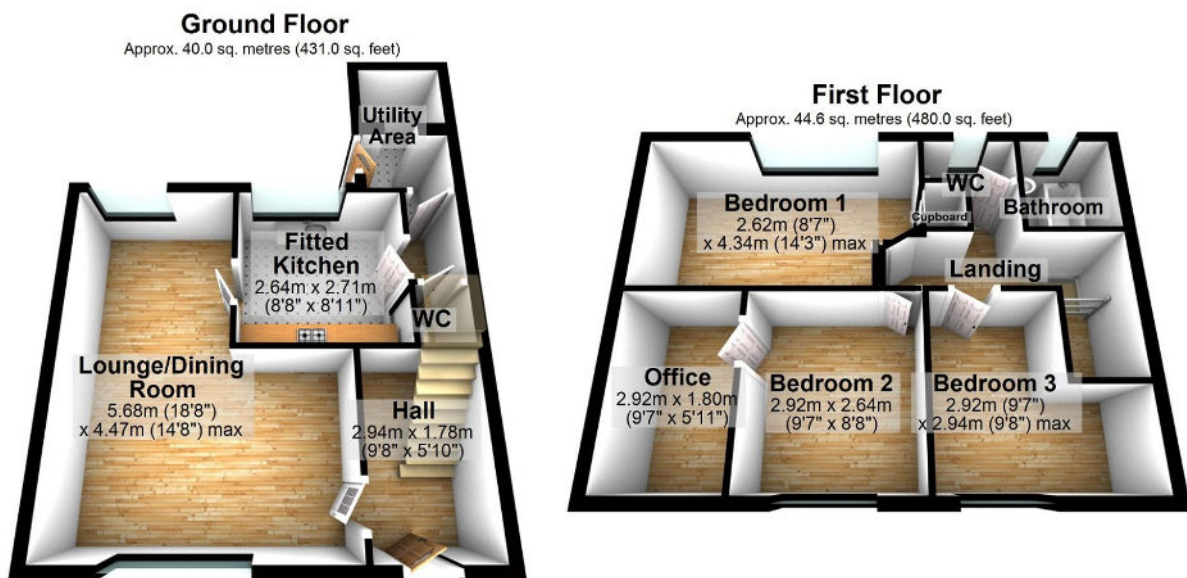 Ground Floor
Approx. 40.0 sq. metres (431.0 sq. feet)
Utility
Area
Fitted
Kitchen
2.64m x 2.71m
(8'8" x 8'11")
WC
Lounge/Dining
Room
5.68m (18'8")
x 4.47m (14'8") max
Hall
2.94m x 1.78m
(9'8" x 5'10")
First Floor
Approx. 44.6 sq. metres (480.0 sq. feet)
Bedroom 1
2.62m (8'7")
x 4.34m (14'3") max
WC
Cupboard
Bathroom
Landing
Office
2.92m x 1.80m
(9'7" x 5'11")
Bedroom 2
2.92m x 2.64m
(9'7" x 8'8")
Bedroom 3
2.92m (9'7")
x 2.94m (9'8") max